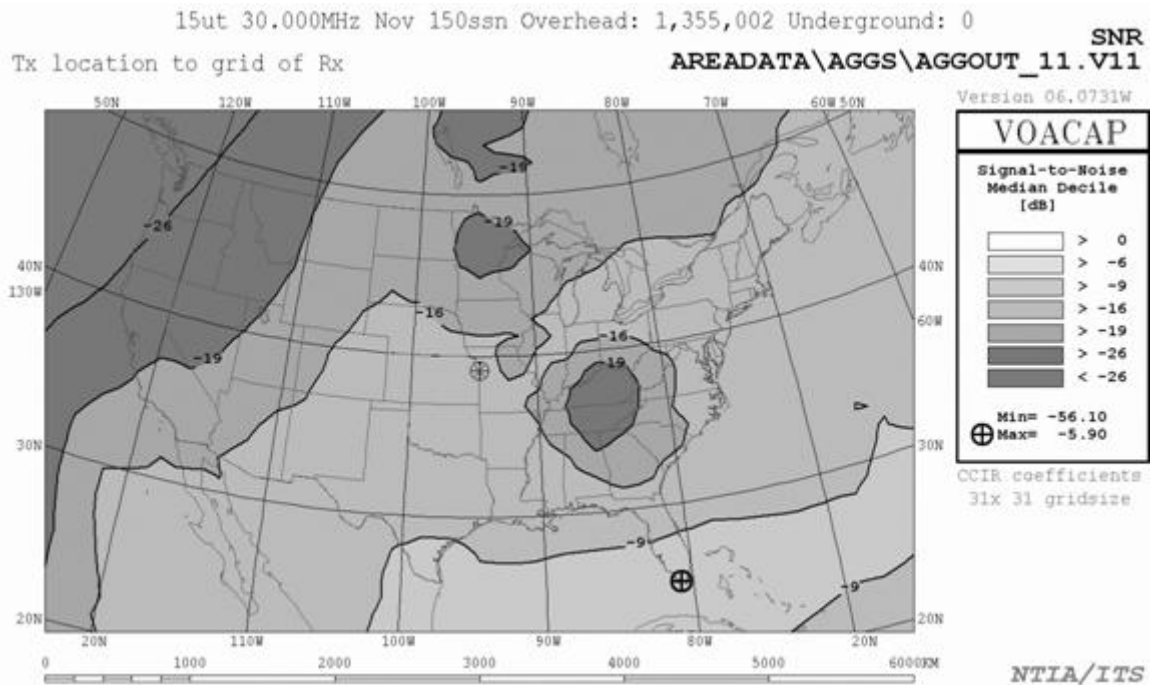 15ut 30.000MHz Nov 150ssn Overhead: 1,355,002 Underground: 0
SNR
Tx location to grid of Rx
AREADATA\AGGS\AGGOUT_11.V11
Version 06.0731W
50N 120W 110W 100W 90W 80W 70W 60W 50N
VOACAP
Signal-to-Noise
Median Decile
[dB]
> 0
> -6
> -9
> -16
> -19
> -26
< -26
Min= -56.10
Max= -5.90
CCIR coefficients
31x 31 gridsize
-19
-19
-26
40N
40N
130W
60W
-16
-16
-19
-19
30N
30N
-9
-9
20N
20N
20N 110W 100W 90W 80W 20N
0 1000 2000 3000 4000 5000 6000KM
NTIA/ITS